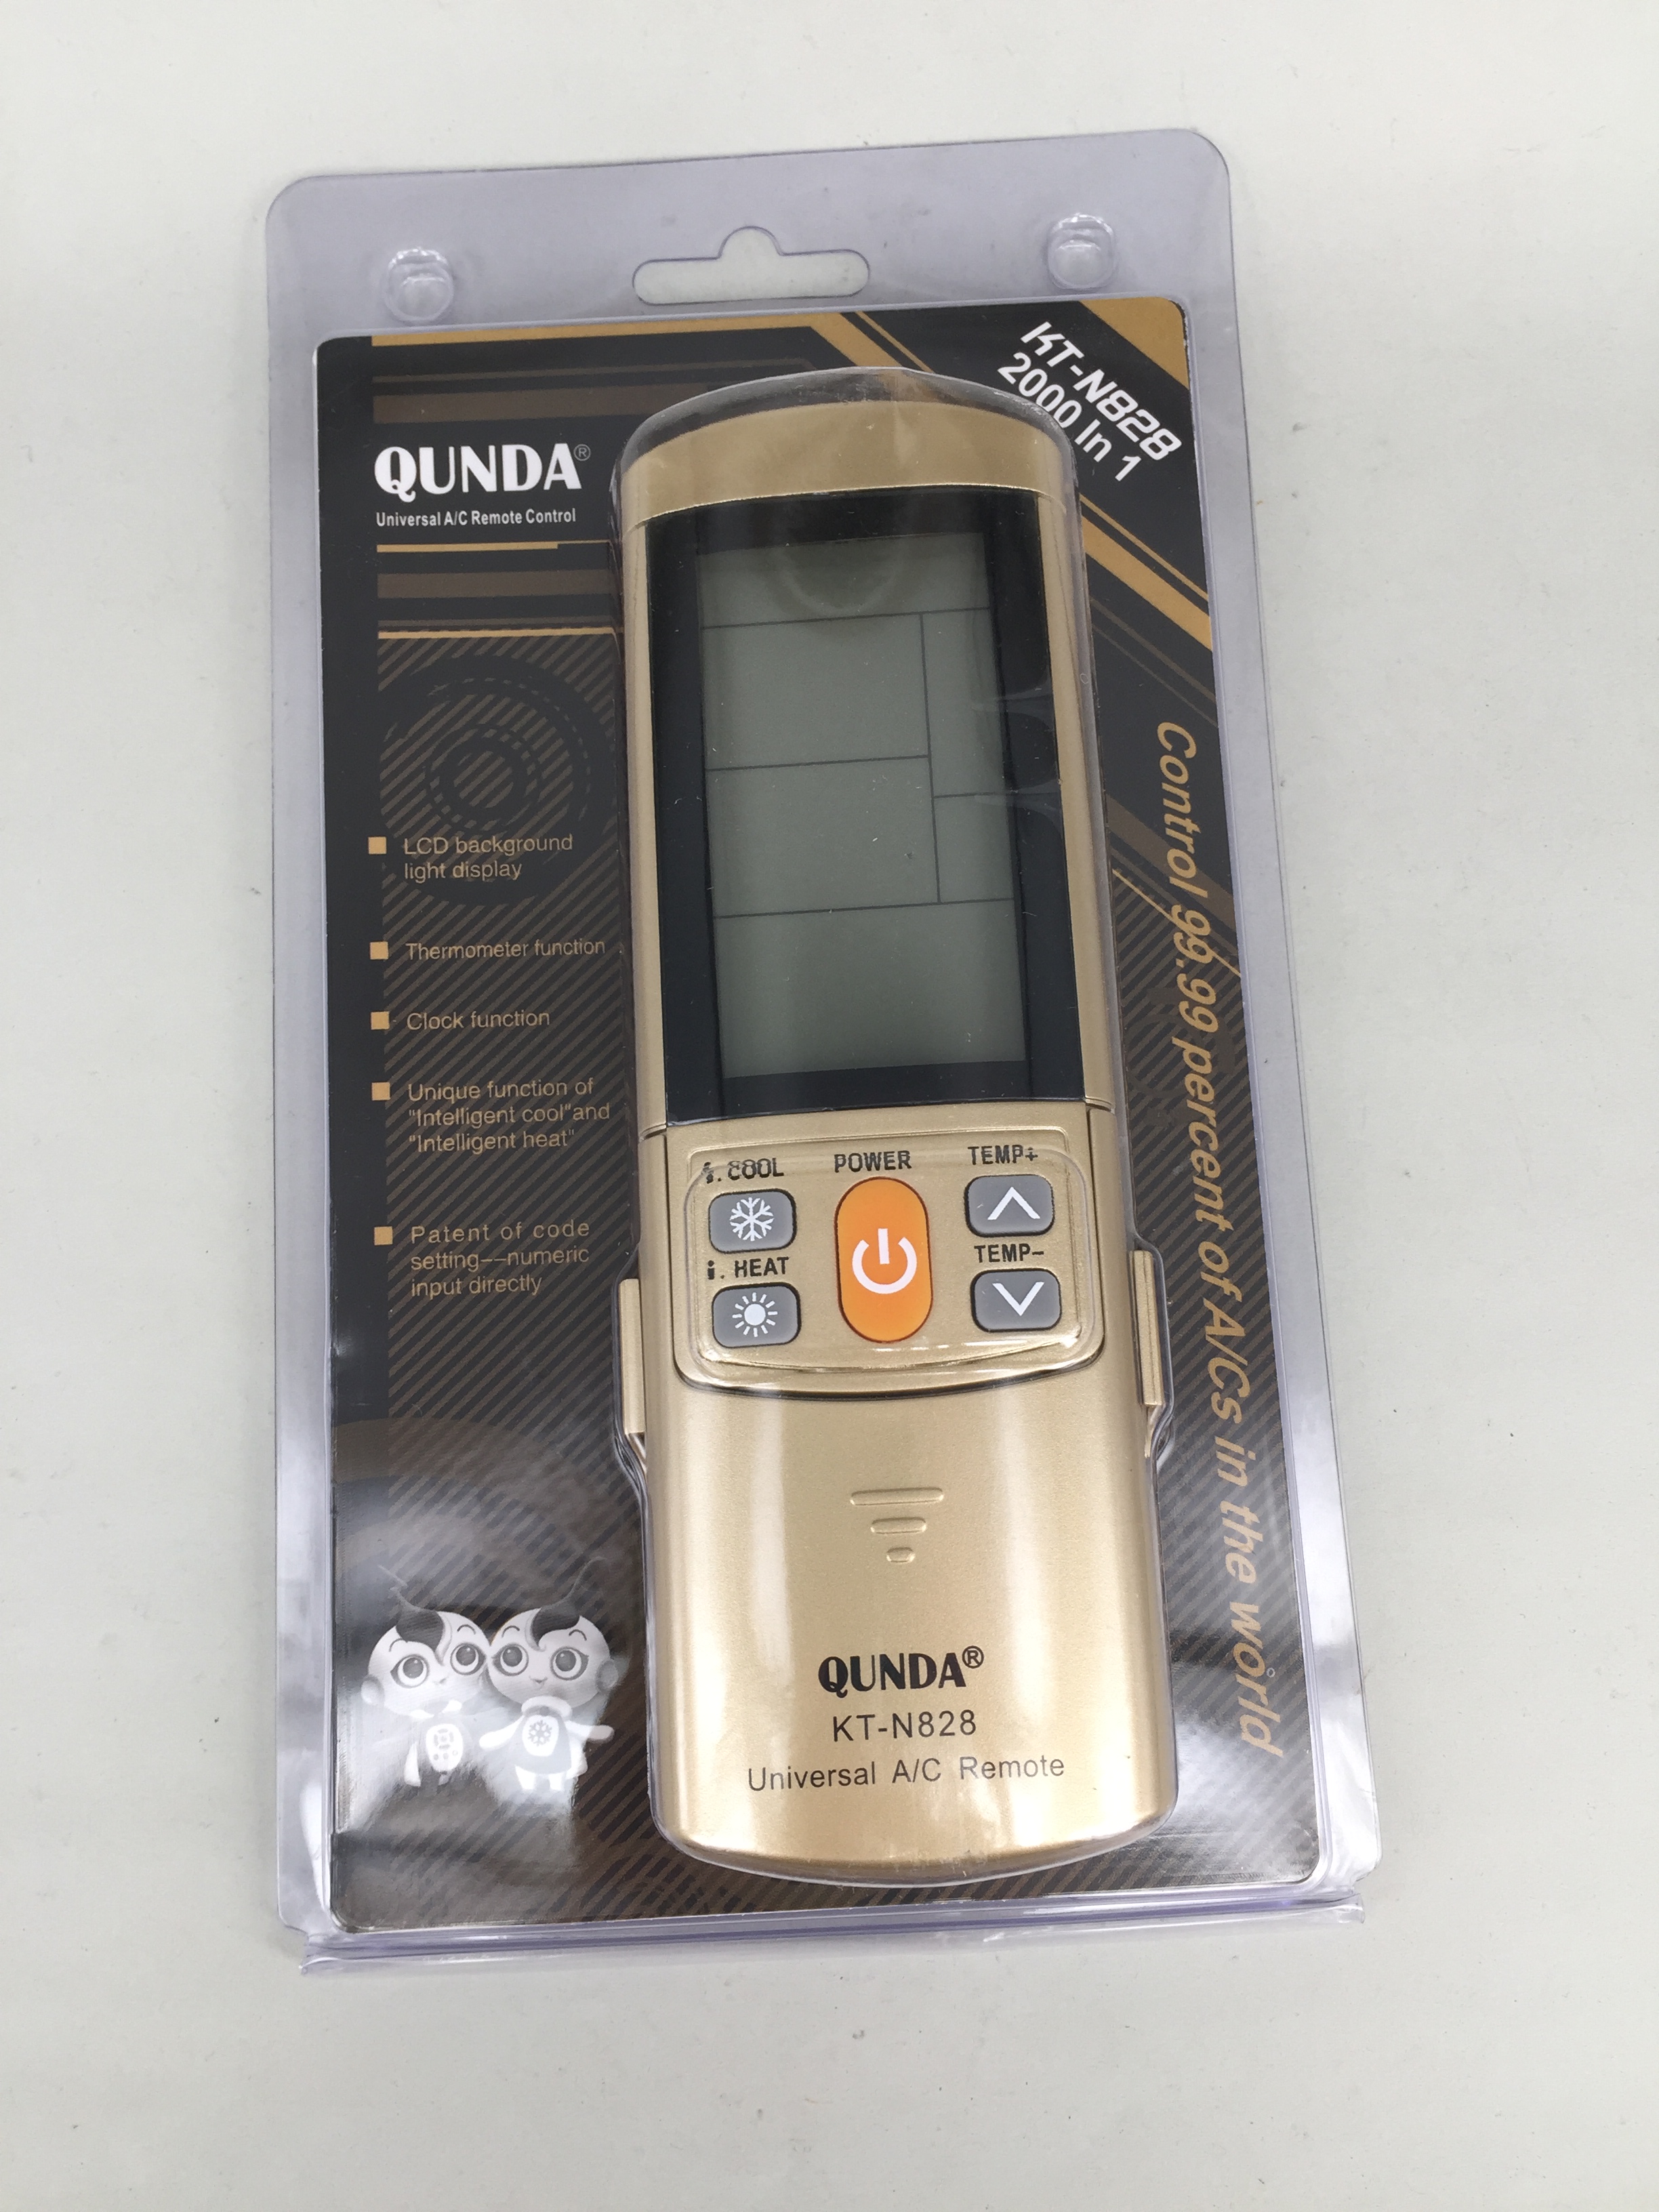 KT-N828
2000 In 1
QUNDA®
Universal A/C Remote Control
LCD background
light display
Thermometer function
Clock function
Unique function of
"Intelligent cool"and
"Intelligent heat"
Patent of code
setting––numeric
input directly
Control 99.99 percent of A/Cs in the world
i. COOL
POWER
TEMP+
i. HEAT
TEMP–
QUNDA®
KT-N828
Universal A/C Remote